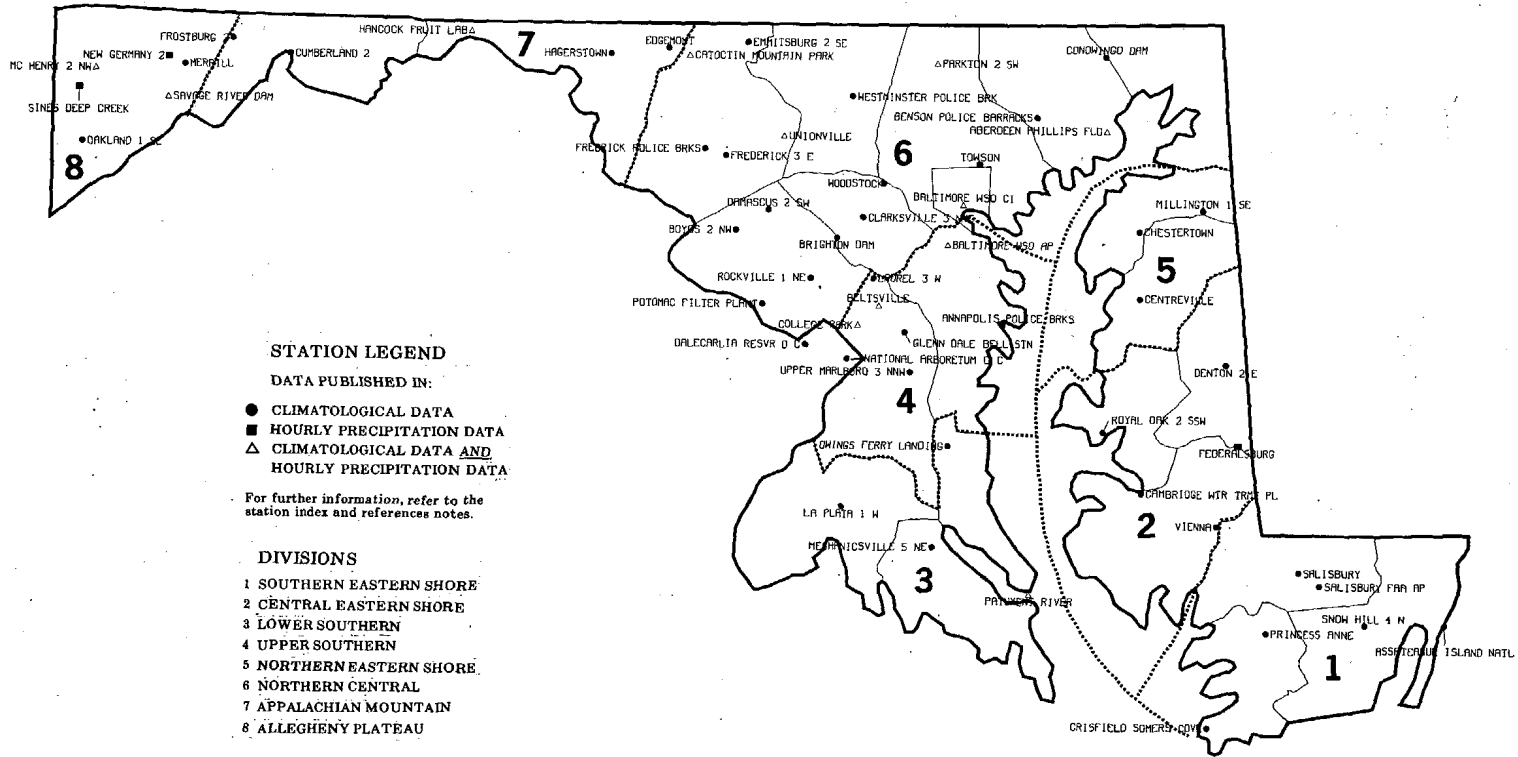 HANCOCK FRUIT LAB
FROSTBURG 2
7
EDGEMONT
EMMITSBURG 2 SE
NEW GERMANY 2
CUMBERLAND 2
HAGERSTOWN
CATOCTIN MOUNTAIN PARK
CONOWINGO DAM
MC HENRY 2 NW
MERRILL
PARKTON 2 SW
SAVAGE RIVER DAM
WESTMINSTER POLICE BRK
SINES DEEP CREEK
BENSON POLICE BARRACKS
ABERDEEN PHILLIPS FLD
OAKLAND 1 SE
UNIONVILLE
8
FREDRICK POLICE BRKS
FREDERICK 3 E
6
TOWSON
WOODSTOCK
BALTIMORE WSO CI
DAMASCUS 2 SW
MILLINGTON 1 SE
CLARKSVILLE 3 N
BOYDS 2 NW
CHESTERTOWN
BRIGHTON DAM
BALTIMORE WSO AP
5
ROCKVILLE 1 NE
LAUREL 3 W
BELTSVILLE
POTOMAC FILTER PLANT
CENTREVILLE
COLLEGE PARK
ANNAPOLIS POLICE BRKS
DALECARLIA RESVR D C
GLENN DALE BELL STN
NATIONAL ARBORETUM D C
UPPER MARLBORO 3 NNW
DENTON 2 E
4
ROYAL OAK 2 SSW
OWINGS FERRY LANDING
FEDERALSBURG
CAMBRIDGE WTR TRMT PL
LA PLATA 1 W
2
VIENNA
MECHANICSVILLE 5 NE
3
SALISBURY
SALISBURY FAA AP
PATUXENT RIVER
SNOW HILL 4 N
PRINCESS ANNE
ASSATEAGUE ISLAND NATL
1
CRISFIELD SOMERS COVE
STATION LEGEND
DATA PUBLISHED IN:
CLIMATOLOGICAL DATA
HOURLY PRECIPITATION DATA
CLIMATOLOGICAL DATA AND
HOURLY PRECIPITATION DATA
For further information, refer to the
station index and references notes.
DIVISIONS
1 SOUTHERN EASTERN SHORE
2 CENTRAL EASTERN SHORE
3 LOWER SOUTHERN
4 UPPER SOUTHERN
5 NORTHERN EASTERN SHORE
6 NORTHERN CENTRAL
7 APPALACHIAN MOUNTAIN
8 ALLEGHENY PLATEAU